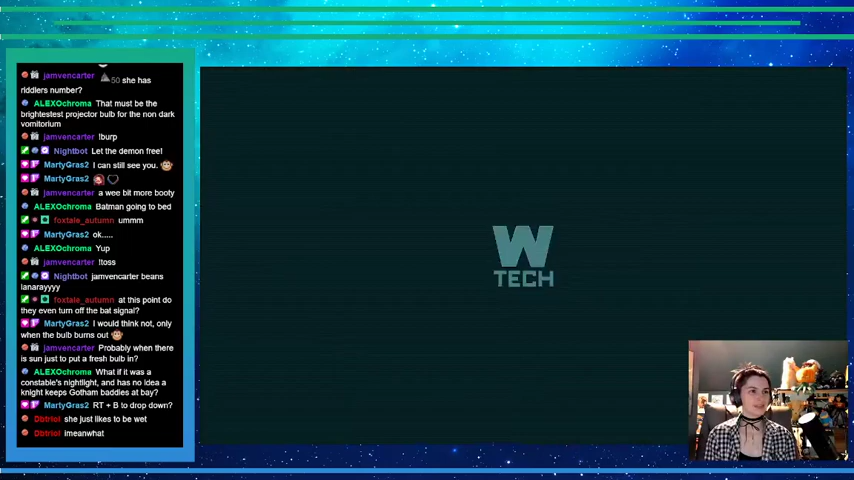 jamvencarter 50 she has
riddlers number?
ALEXOchroma That must be the
brightestest projector bulb for the non dark
vomitorium
jamvencarter !burp
Nightbot Let the demon free!
MartyGras2 I can still see you.
MartyGras2
jamvencarter a wee bit more booty
ALEXOchroma Batman going to bed
foxtale_autumn ummm
MartyGras2 ok.....
ALEXOchroma Yup
jamvencarter !toss
Nightbot jamvencarter beans
lanarayyyy
foxtale_autumn at this point do
they even turn off the bat signal?
MartyGras2 I would think not, only
when the bulb burns out
jamvencarter Probably when there
is sun just to put a fresh bulb in?
ALEXOchroma What if it was a
constable's nightlight, and has no idea a
knight keeps Gotham baddies at bay?
MartyGras2 RT + B to drop down?
Dbtriel she just likes to be wet
Dbtriel imeanwhat
W
TECH